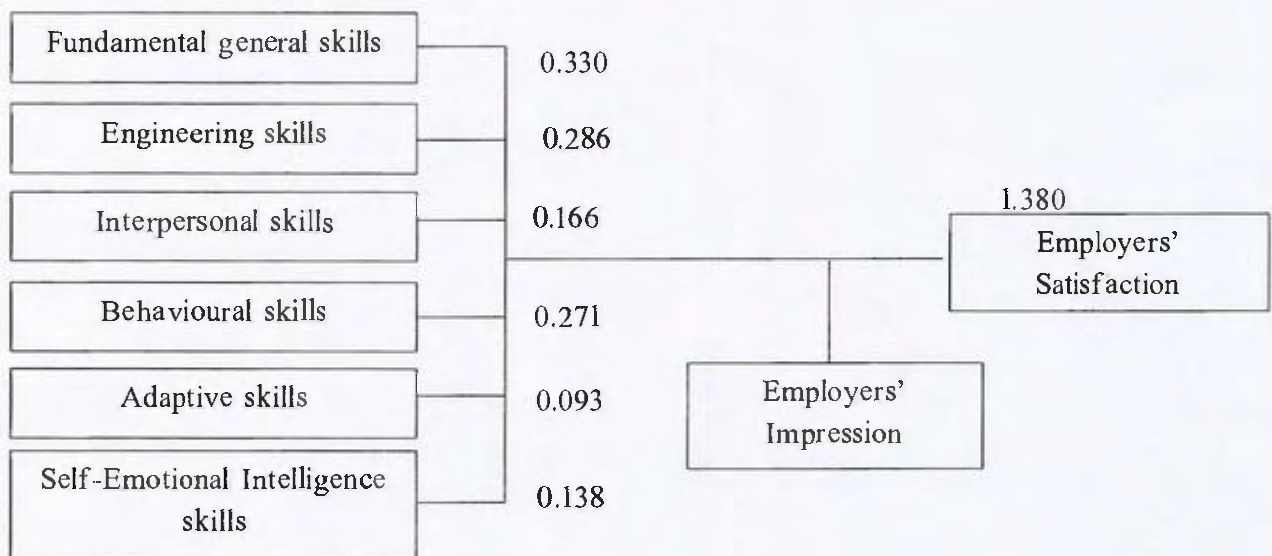 Fundamental general skills
0.330
Engineering skills
0.286
Interpersonal skills
0.166
Behavioural skills
0.271
Adaptive skills
0.093
Self-Emotional Intelligence
skills
0.138
Employers’
Impression
1.380
Employers’
Satisfaction